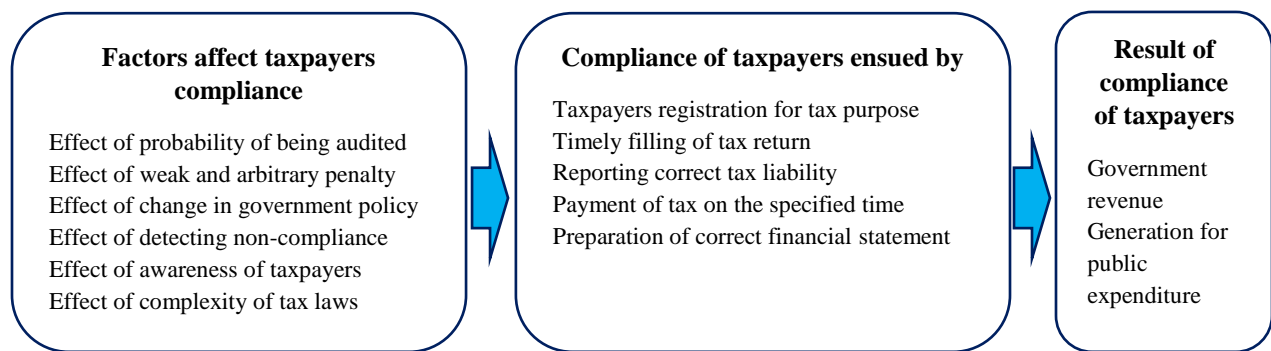 Factors affect taxpayers
compliance
Effect of probability of being audited
Effect of weak and arbitrary penalty
Effect of change in government policy
Effect of detecting non-compliance
Effect of awareness of taxpayers
Effect of complexity of tax laws
Compliance of taxpayers ensued by
Taxpayers registration for tax purpose
Timely filling of tax return
Reporting correct tax liability
Payment of tax on the specified time
Preparation of correct financial statement
Result of
compliance
of taxpayers
Government
revenue
Generation for
public
expenditure